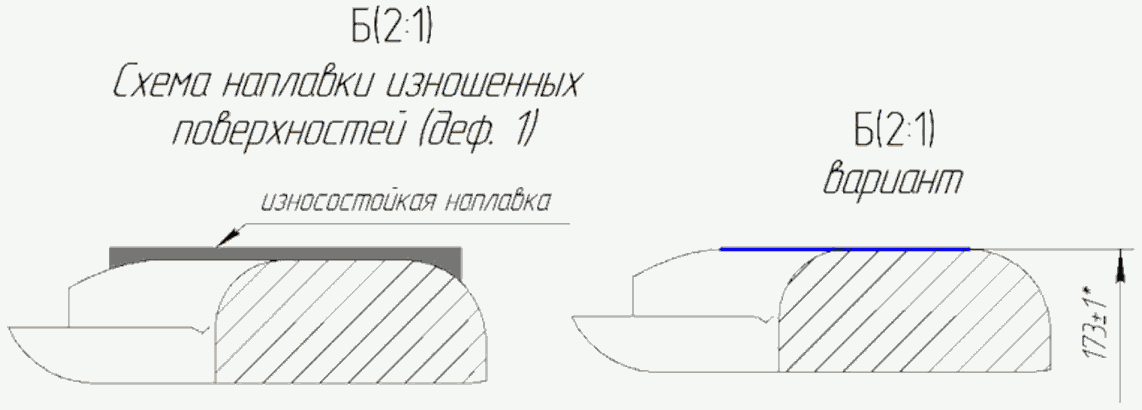 Б(2:1)
Схема наплавки изношенных
поверхностей (деф. 1)
износостойкая наплавка
Б(2:1)
вариант
173±1*